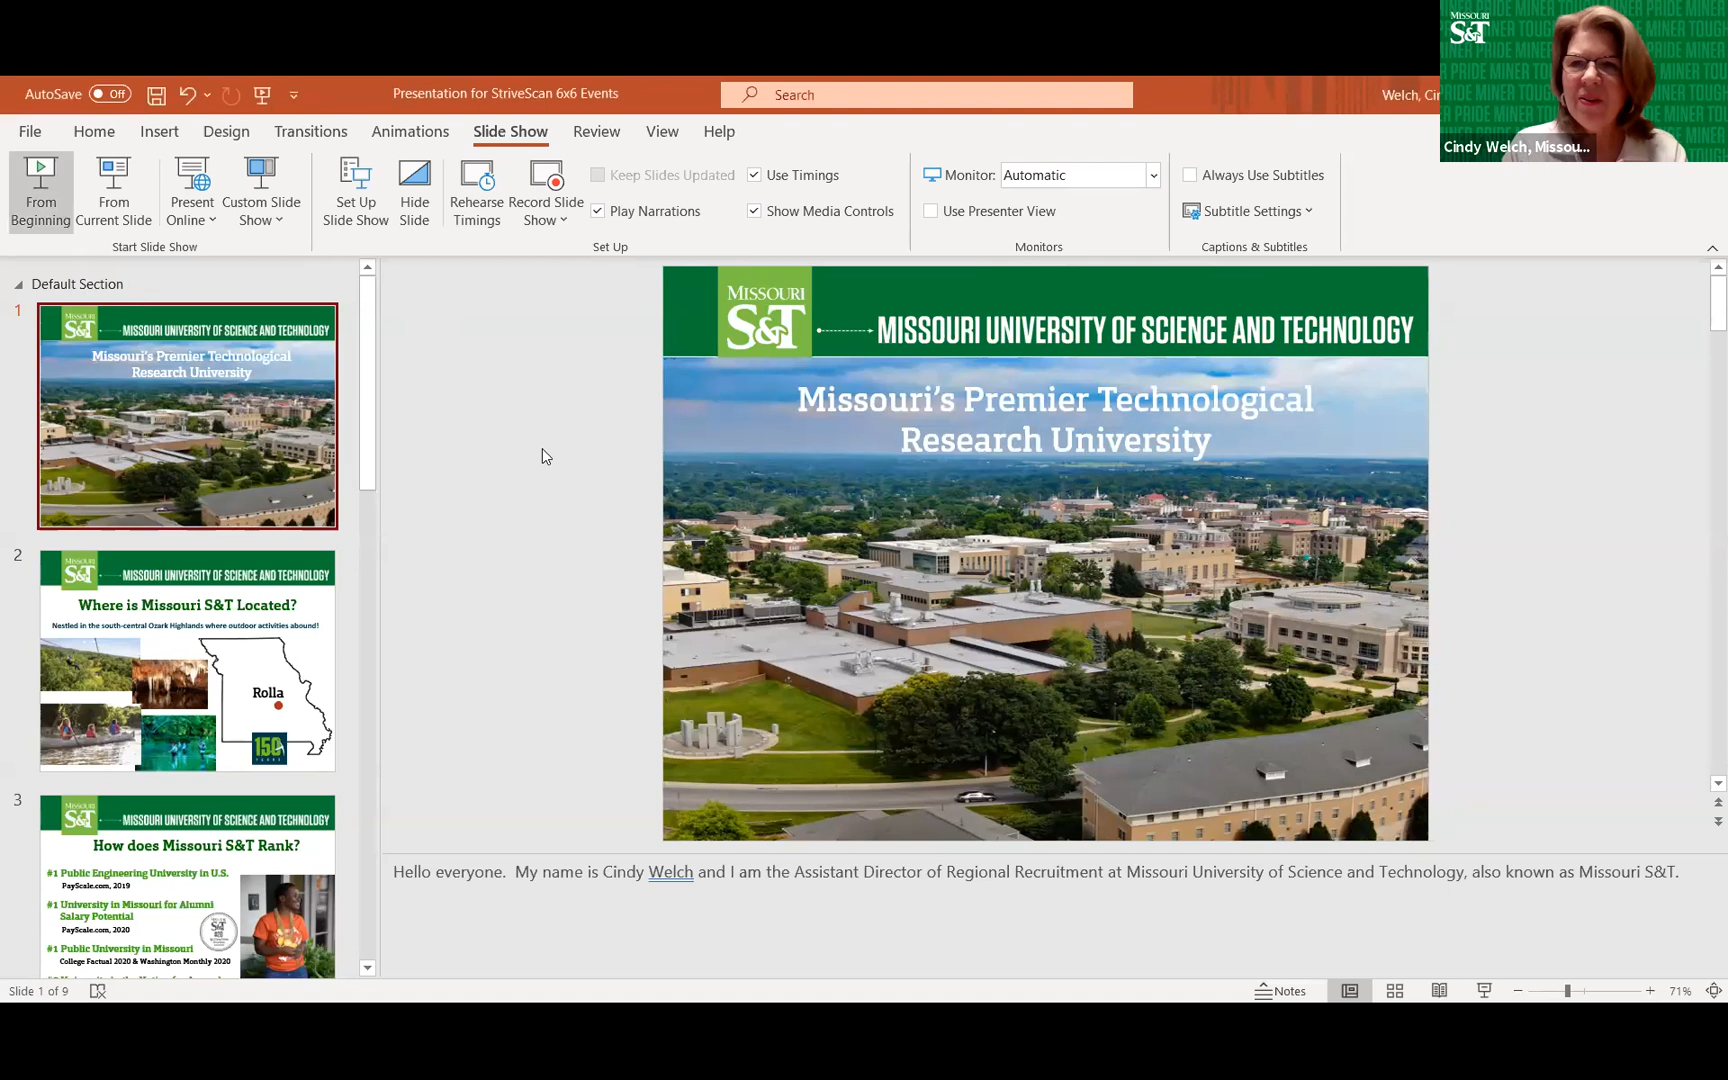 AutoSave Off
Presentation for StriveScan 6x6 Events
Search
Welch, Cin
MISSOURI
S&T
Cindy Welch, Missou...
File Home Insert Design Transitions Animations Slide Show Review View Help
From Beginning
From Current Slide
Present Online
Custom Slide Show
Start Slide Show
Set Up Slide Show
Hide Slide
Rehearse Timings
Record Slide Show
Keep Slides Updated
Use Timings
Play Narrations
Show Media Controls
Set Up
Monitor: Automatic
Use Presenter View
Monitors
Always Use Subtitles
Subtitle Settings
Captions & Subtitles
Default Section
1
MISSOURI
S&T
MISSOURI UNIVERSITY OF SCIENCE AND TECHNOLOGY
Missouri's Premier Technological
Research University
2
MISSOURI
S&T
MISSOURI UNIVERSITY OF SCIENCE AND TECHNOLOGY
Where is Missouri S&T Located?
Nestled in the south-central Ozark Highlands where outdoor activities abound!
Rolla
150
YEARS
3
MISSOURI
S&T
MISSOURI UNIVERSITY OF SCIENCE AND TECHNOLOGY
How does Missouri S&T Rank?
#1 Public Engineering University in U.S.
PayScale.com, 2019
#1 University in Missouri for Alumni
Salary Potential
PayScale.com, 2020
#1 Public University in Missouri
College Factual 2020 & Washington Monthly 2020
MISSOURI
S&T
MISSOURI UNIVERSITY OF SCIENCE AND TECHNOLOGY
Missouri's Premier Technological
Research University
Hello everyone. My name is Cindy Welch and I am the Assistant Director of Regional Recruitment at Missouri University of Science and Technology, also known as Missouri S&T.
Slide 1 of 9
Notes
71%